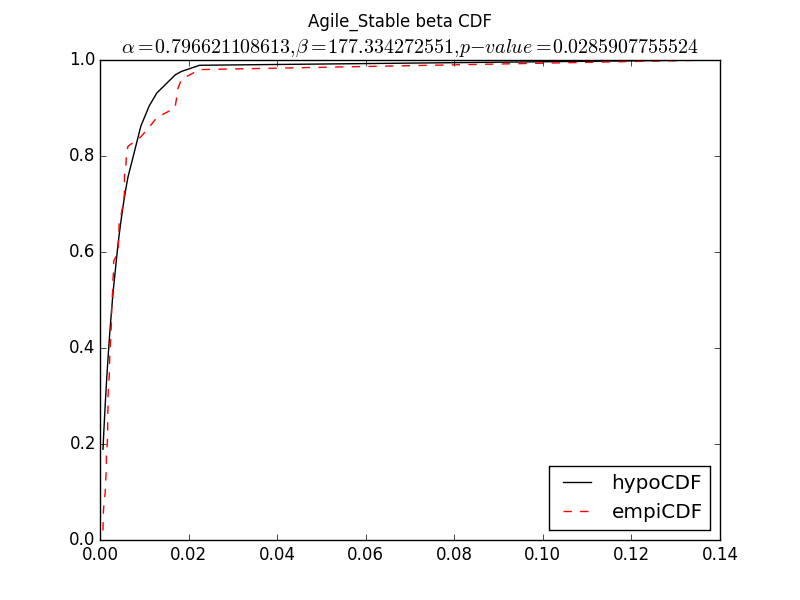 Agile_Stable beta CDF
α=0.796621108613,β=177.334272551,p−value=0.0285907755524
1.0
0.8
0.6
0.4
0.2
0.0
hypoCDF
empiCDF
0.00 0.02 0.04 0.06 0.08 0.10 0.12 0.14